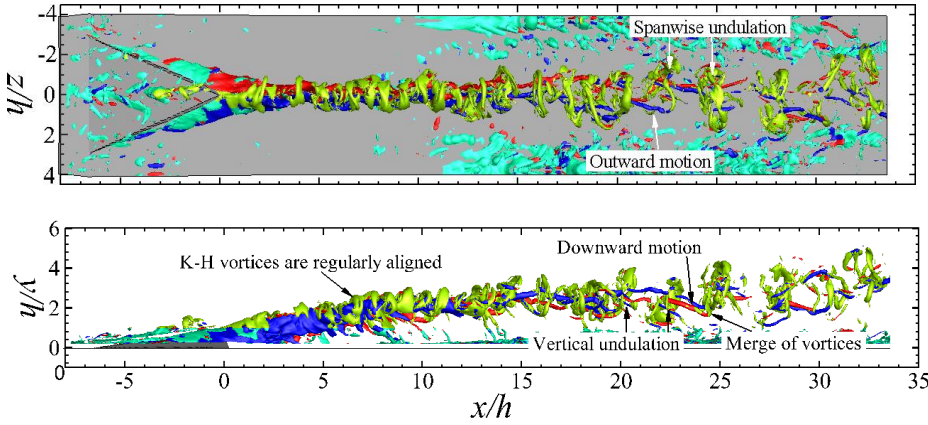 z/h
-4
-2
0
2
4
Spanwise undulation
Outward motion
y/h
6
4
2
0
0
K-H vortices are regularly aligned
Downward motion
Vertical undulation
Merge of vortices
-5 0 5 10 15 20 25 30 35
x/h